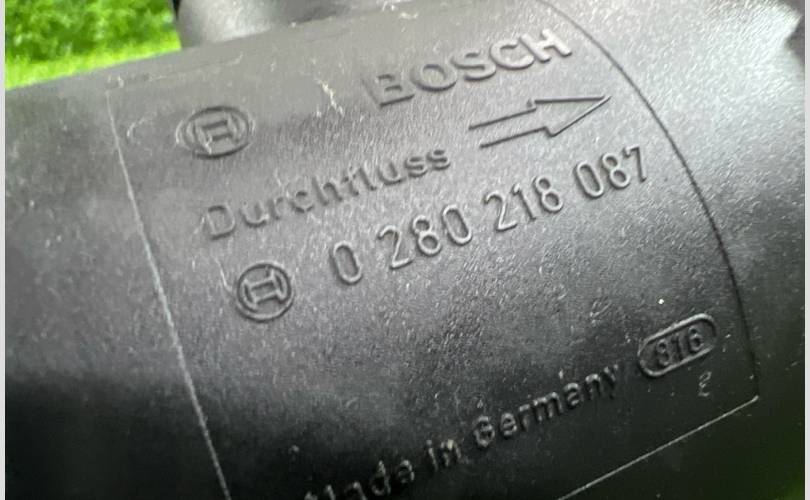 BOSCH
Durchfluss
0 280 218 087
816
Made in Germany